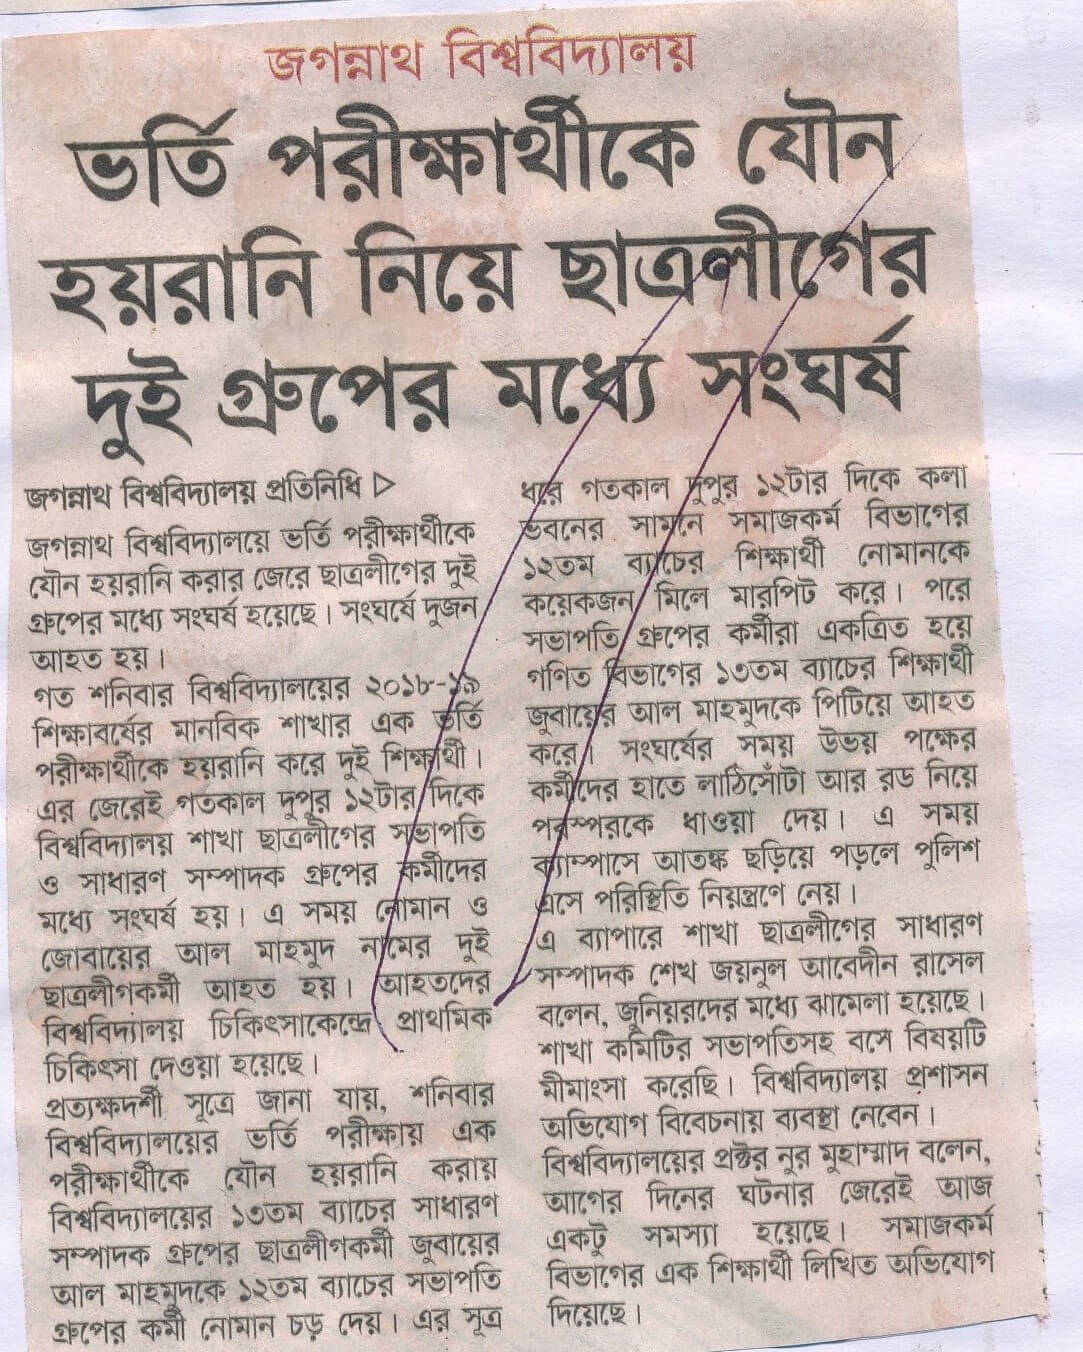 জগন্নাথ বিশ্ববিদ্যালয়
ভর্তি পরীক্ষার্থীকে যৌন
হয়রানি নিয়ে ছাত্রলীগের
দুই গ্রুপের মধ্যে সংঘর্ষ
জগন্নাথ বিশ্ববিদ্যালয় প্রতিনিধি ▷
জগন্নাথ বিশ্ববিদ্যালয়ে ভর্তি পরীক্ষার্থীকে
যৌন হয়রানি করার জেরে ছাত্রলীগের দুই
গ্রুপের মধ্যে সংঘর্ষ হয়েছে। সংঘর্ষে দুজন
আহত হয়।
গত শনিবার বিশ্ববিদ্যালয়ের ২০১৮-১৯
শিক্ষাবর্ষের মানবিক শাখার এক ভর্তি
পরীক্ষার্থীকে হয়রানি করে দুই শিক্ষার্থী।
এর জেরেই গতকাল দুপুর ১২টার দিকে
বিশ্ববিদ্যালয় শাখা ছাত্রলীগের সভাপতি
ও সাধারণ সম্পাদক গ্রুপের কর্মীদের
মধ্যে সংঘর্ষ হয়। এ সময় নোমান ও
জোবায়ের আল মাহমুদ নামের দুই
ছাত্রলীগকর্মী আহত হয়। আহতদের
বিশ্ববিদ্যালয় চিকিৎসাকেন্দ্রে প্রাথমিক
চিকিৎসা দেওয়া হয়েছে।
প্রত্যক্ষদর্শী সূত্রে জানা যায়, শনিবার
বিশ্ববিদ্যালয়ের ভর্তি পরীক্ষায় এক
পরীক্ষার্থীকে যৌন হয়রানি করায়
বিশ্ববিদ্যালয়ের ১৩তম ব্যাচের সাধারণ
সম্পাদক গ্রুপের ছাত্রলীগকর্মী জুবায়ের
আল মাহমুদকে ১২তম ব্যাচের সভাপতি
গ্রুপের কর্মী নোমান চড় দেয়। এর সূত্র
ধরে গতকাল দুপুর ১২টার দিকে কলা
ভবনের সামনে সমাজকর্ম বিভাগের
১২তম ব্যাচের শিক্ষার্থী নোমানকে
কয়েকজন মিলে মারপিট করে। পরে
সভাপতি গ্রুপের কর্মীরা একত্রিত হয়ে
গণিত বিভাগের ১৩তম ব্যাচের শিক্ষার্থী
জুবায়ের আল মাহমুদকে পিটিয়ে আহত
করে। সংঘর্ষের সময় উভয় পক্ষের
কর্মীদের হাতে লাঠিসোঁটা আর রড নিয়ে
পরস্পরকে ধাওয়া দেয়। এ সময়
ক্যাম্পাসে আতঙ্ক ছড়িয়ে পড়লে পুলিশ
এসে পরিস্থিতি নিয়ন্ত্রণে নেয়।
এ ব্যাপারে শাখা ছাত্রলীগের সাধারণ
সম্পাদক শেখ জয়নুল আবেদীন রাসেল
বলেন, জুনিয়রদের মধ্যে ঝামেলা হয়েছে।
শাখা কমিটির সভাপতিসহ বসে বিষয়টি
মীমাংসা করেছি। বিশ্ববিদ্যালয় প্রশাসন
অভিযোগ বিবেচনায় ব্যবস্থা নেবেন।
বিশ্ববিদ্যালয়ের প্রক্টর নুর মুহাম্মাদ বলেন,
আগের দিনের ঘটনার জেরেই আজ
একটু সমস্যা হয়েছে। সমাজকর্ম
বিভাগের এক শিক্ষার্থী লিখিত অভিযোগ
দিয়েছে।